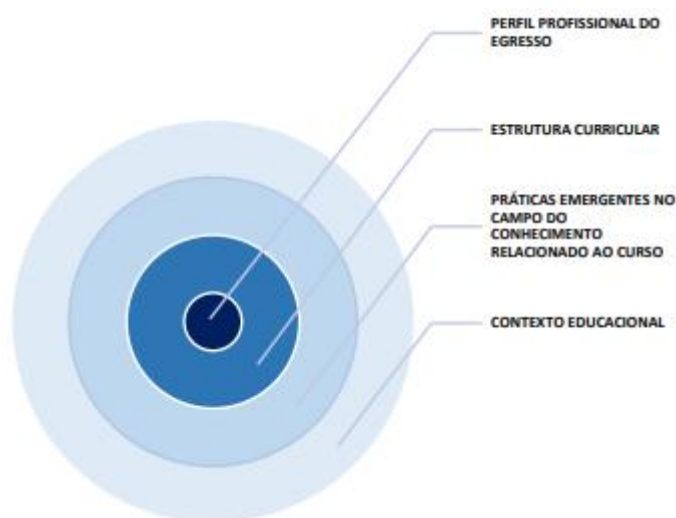 PERFIL PROFISSIONAL DO
EGRESSO
ESTRUTURA CURRICULAR
PRÁTICAS EMERGENTES NO
CAMPO DO
CONHECIMENTO
RELACIONADO AO CURSO
CONTEXTO EDUCACIONAL